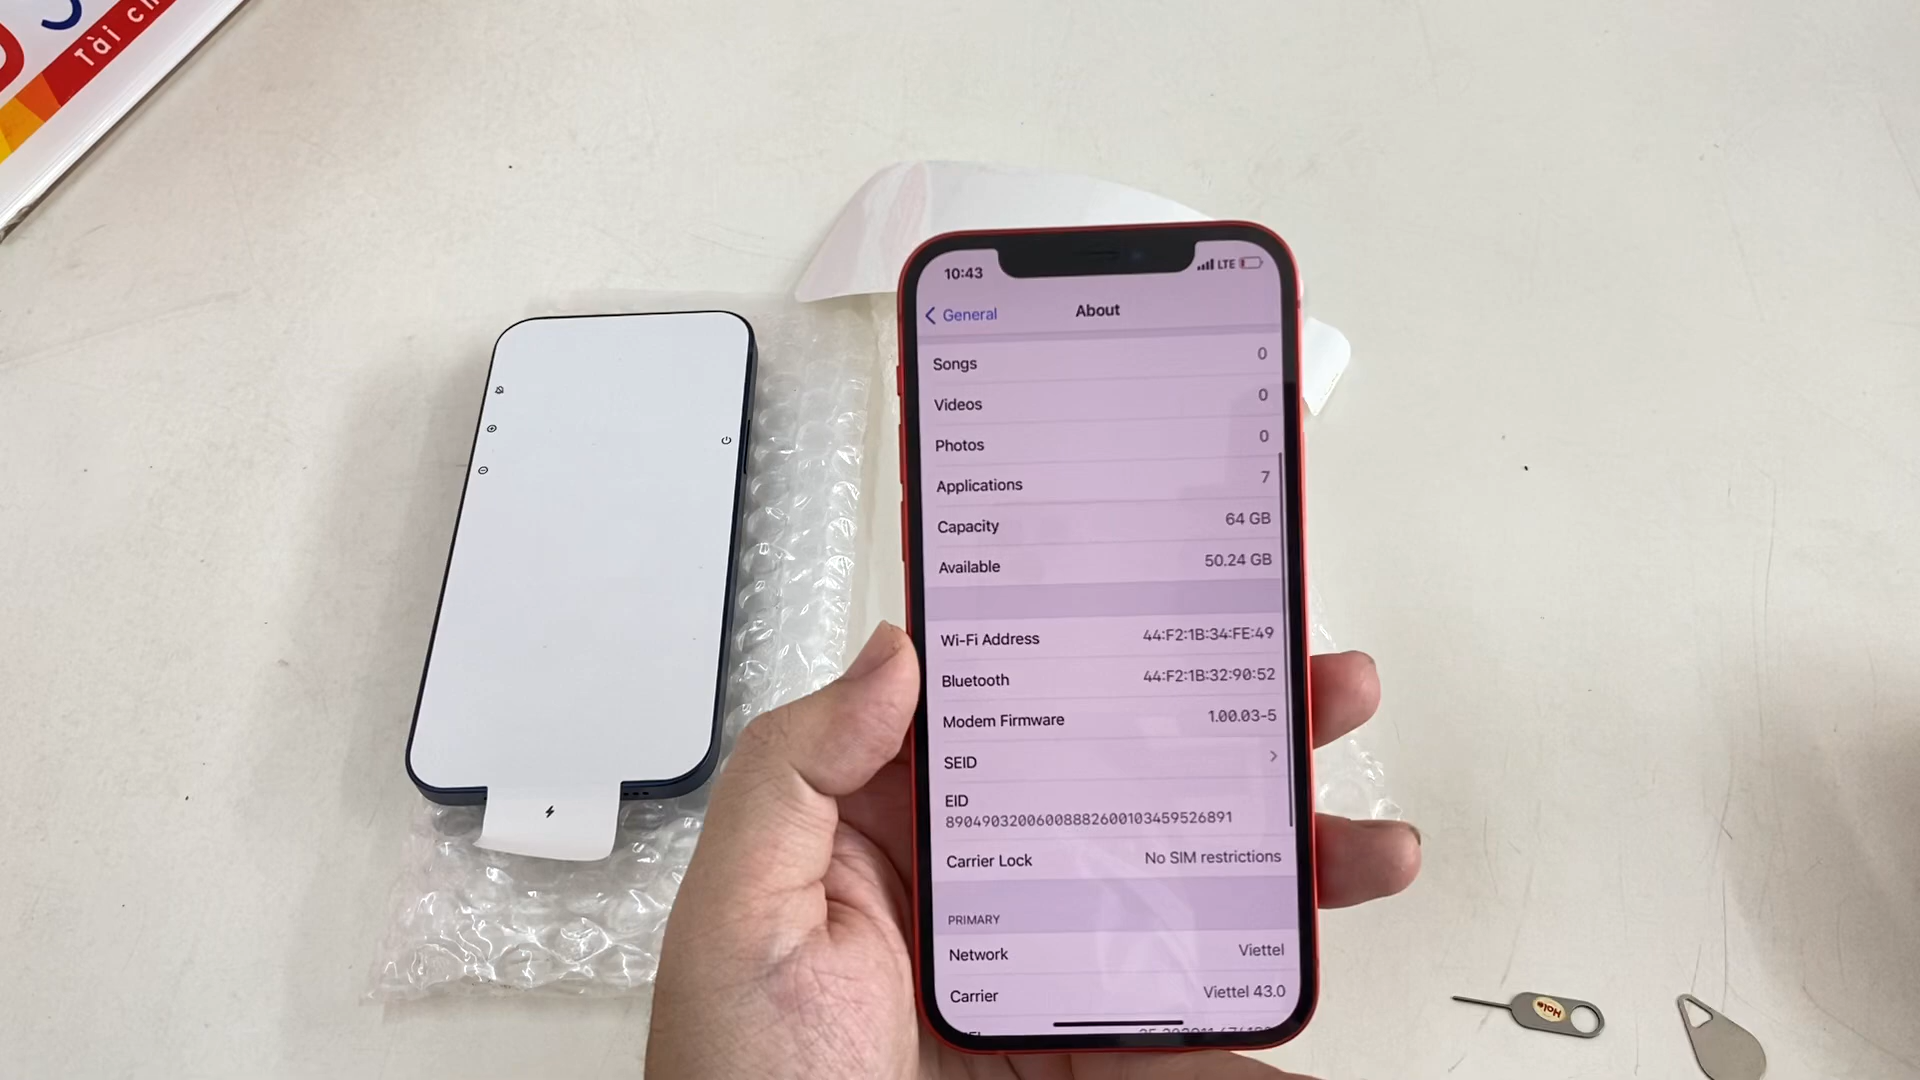 Tài
10:43
LTE
General
About
Songs 0
Videos 0
Photos 0
Applications 7
Capacity 64 GB
Available 50.24 GB
Wi-Fi Address 44:F2:1B:34:FE:49
Bluetooth 44:F2:1B:32:90:52
Modem Firmware 1.00.03-5
SEID
EID
89049032006008882600103459526891
Carrier Lock No SIM restrictions
PRIMARY
Network Viettel
Carrier Viettel 43.0